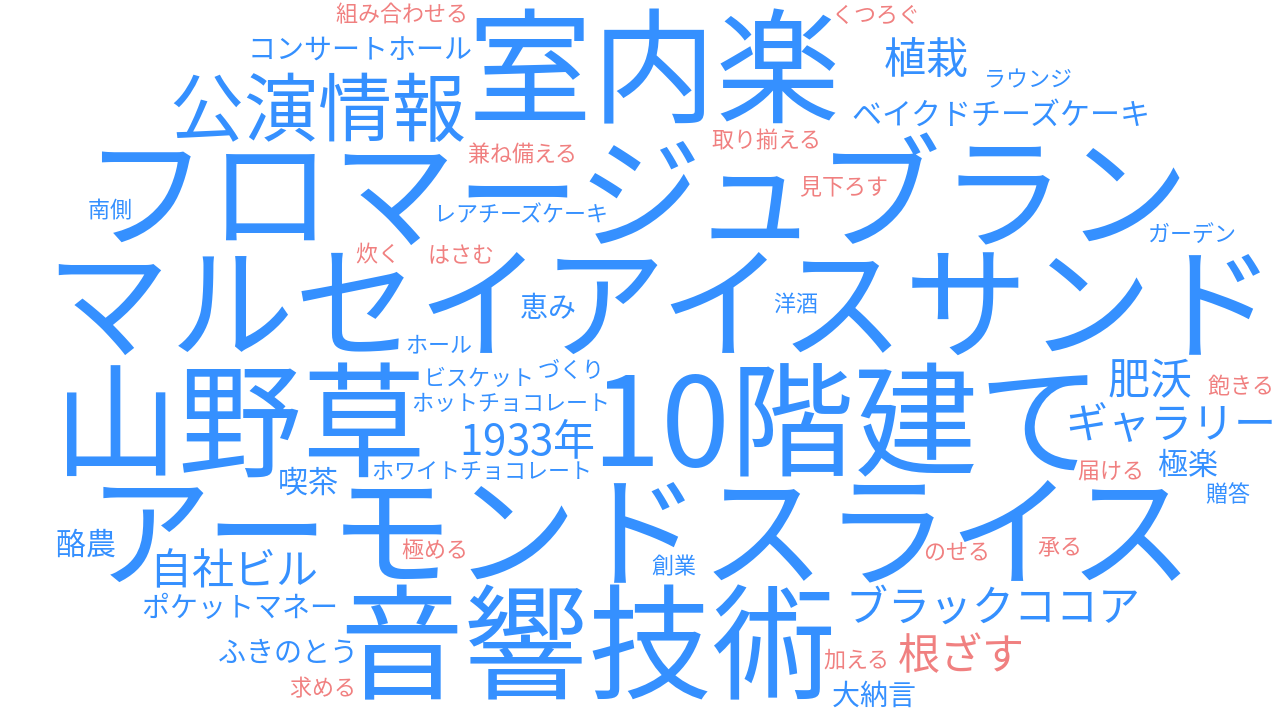 組み合わせる
室内楽
くつろぐ
コンサートホール
植栽
ラウンジ
公演情報
ベイクドチーズケーキ
兼ね備える
取り揃える
フロマージュブラン
見下ろす
南側
レアチーズケーキ
ガーデン
炊く
はさむ
マルセイアイスサンド
恵み
洋酒
ホール
ビスケット
づくり
山野草
10階建て
肥沃
飽きる
ホットチョコレート
1933年
ギャラリー
ホワイトチョコレート
喫茶
届ける
極楽
贈答
アーモンドスライス
酪農
極める
自社ビル
創業
のせる
承る
ポケットマネー
音響技術
ブラックココア
ふきのとう
加える
根ざす
求める
大納言